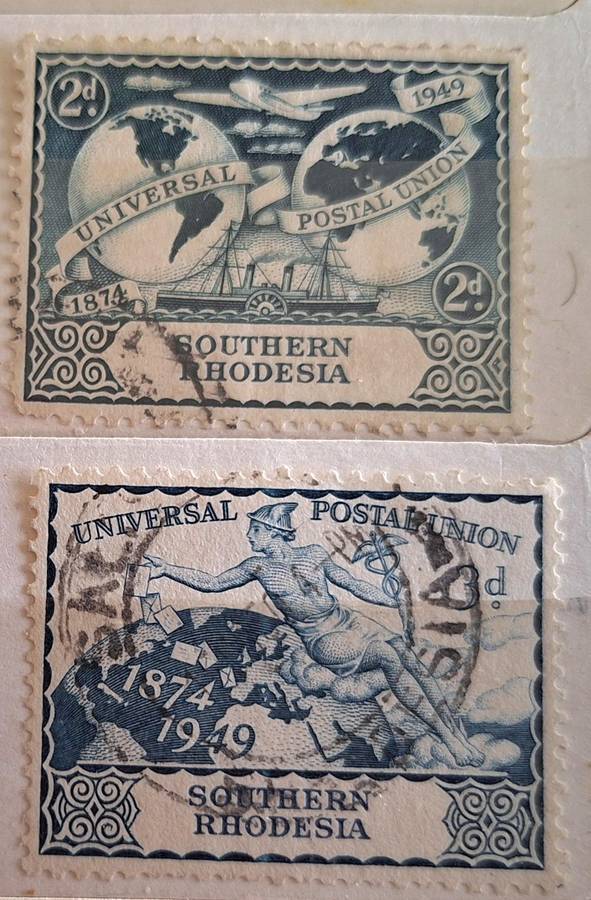 2d.
1949
UNIVERSAL
POSTAL UNION
1874
2d.
SOUTHERN
RHODESIA
UNIVERSAL POSTAL UNION
3d.
1874
1949
SOUTHERN
RHODESIA